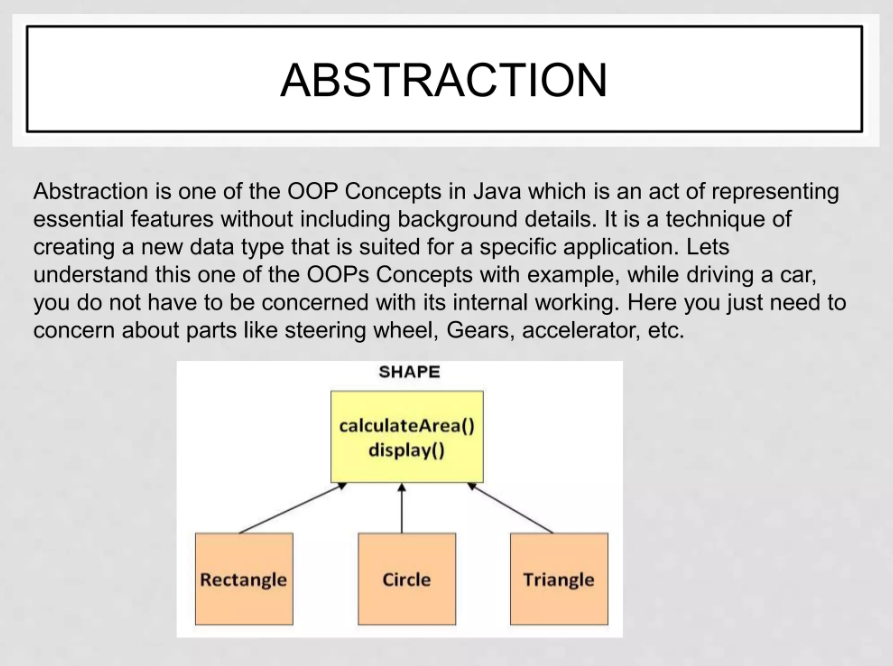 ABSTRACTION
Abstraction is one of the OOP Concepts in Java which is an act of representing
essential features without including background details. It is a technique of
creating a new data type that is suited for a specific application. Lets
understand this one of the OOPs Concepts with example, while driving a car,
you do not have to be concerned with its internal working. Here you just need to
concern about parts like steering wheel, Gears, accelerator, etc.
SHAPE
calculateArea()
display()
Rectangle
Circle
Triangle